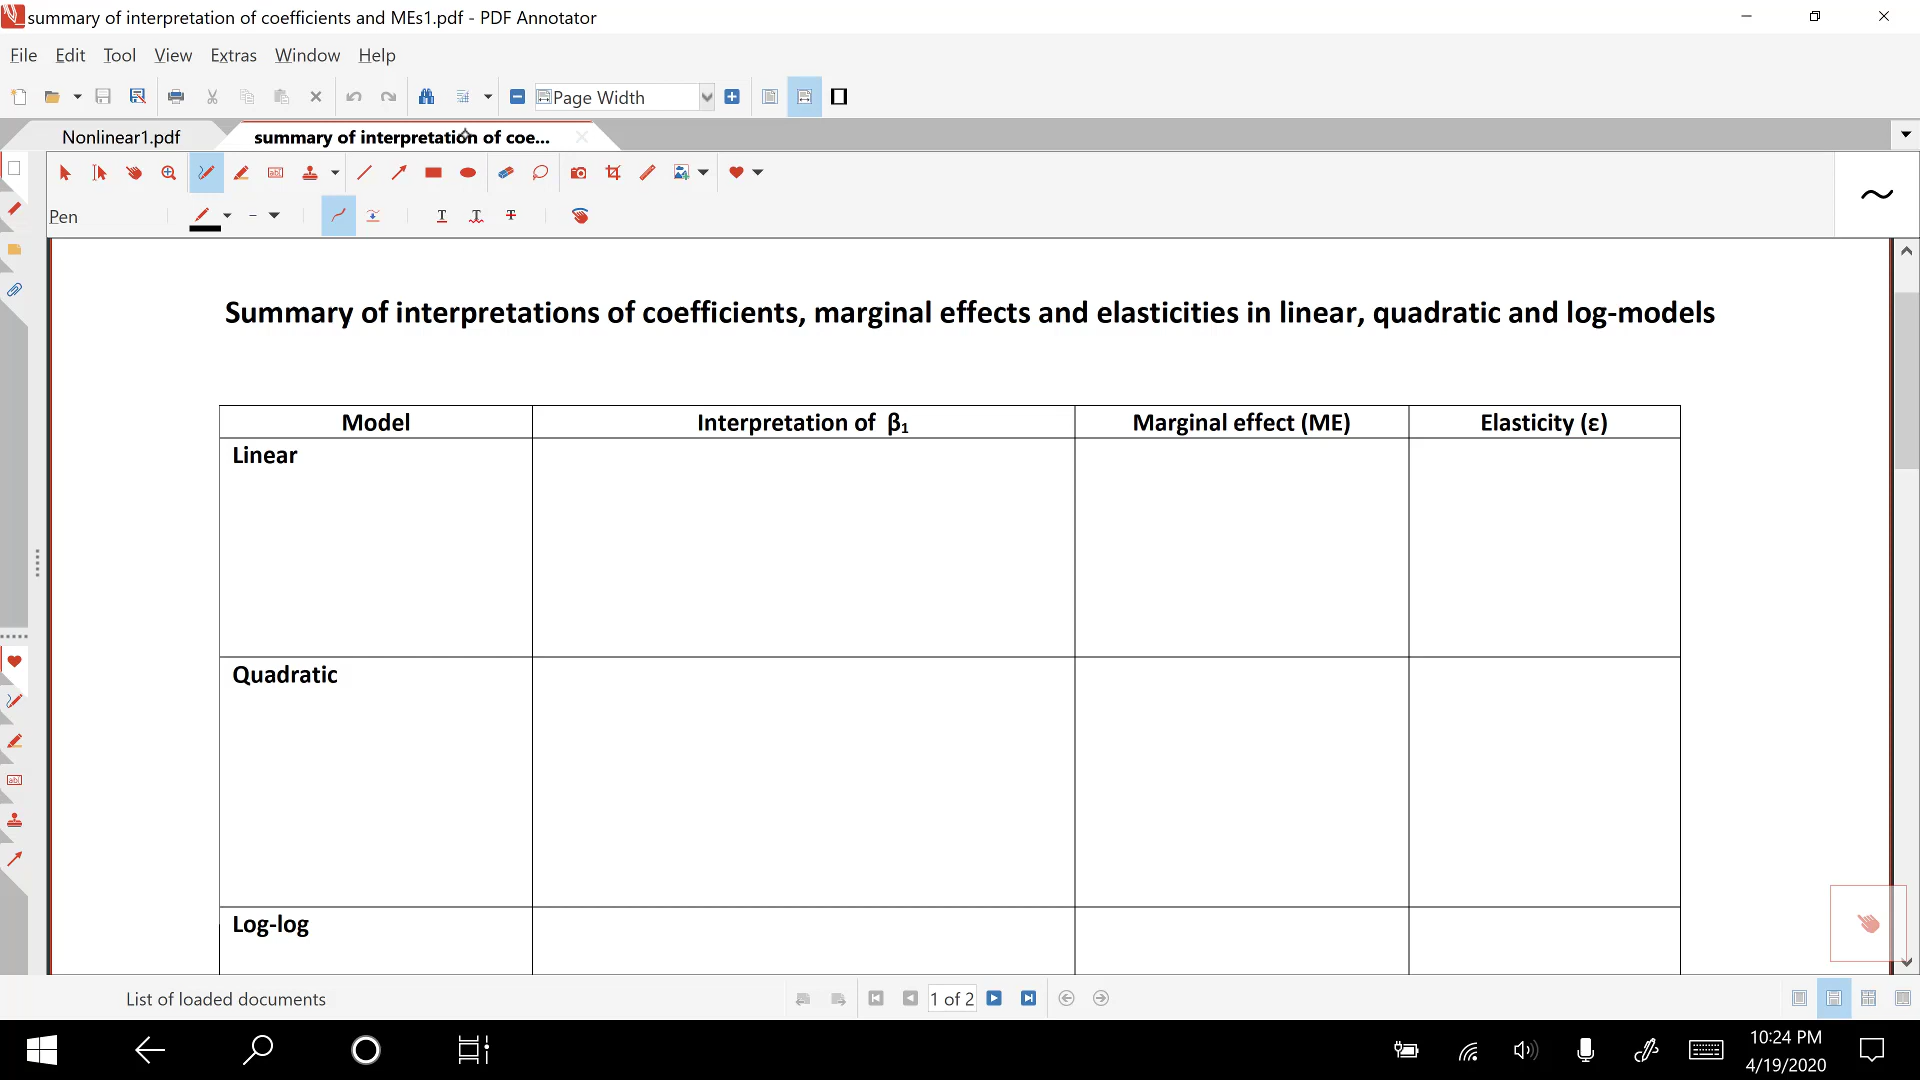 summary of interpretation of coefficients and MEs1.pdf - PDF Annotator
File Edit Tool View Extras Window Help
Page Width
Nonlinear1.pdf summary of interpretation of coe...
Pen
Summary of interpretations of coefficients, marginal effects and elasticities in linear, quadratic and log-models
Model Interpretation of β₁ Marginal effect (ME) Elasticity (ε)
Linear
Quadratic
Log-log
List of loaded documents 1 of 2
10:24 PM
4/19/2020